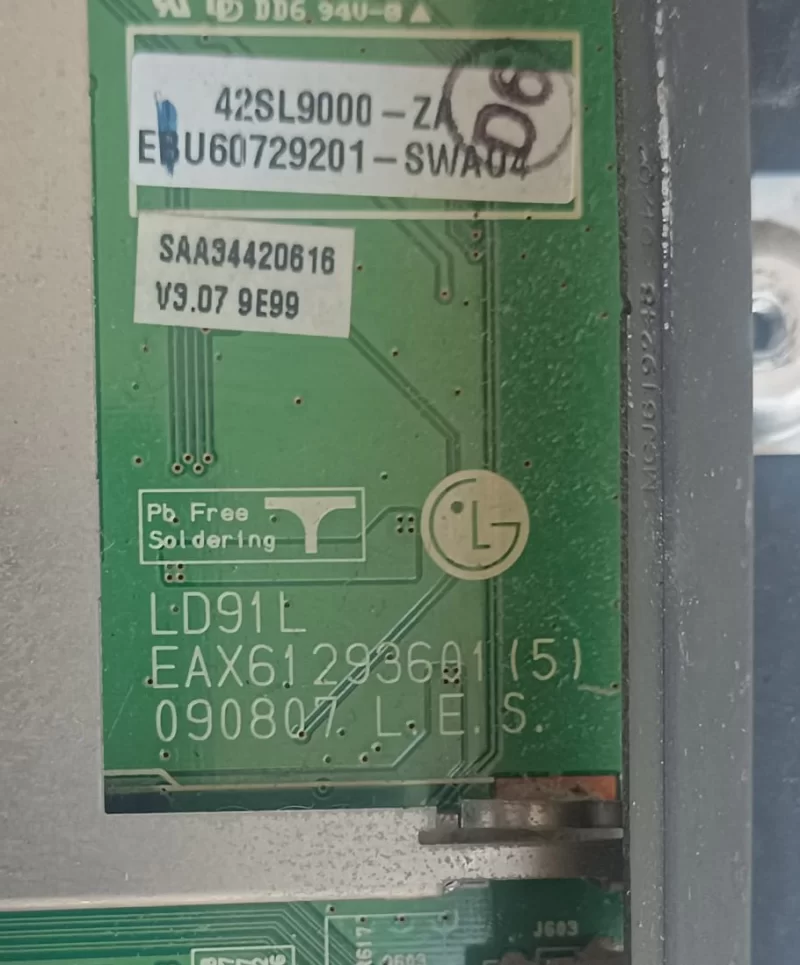 DD6 94V-0
42SL9000-ZA
D6
EBU60729201-SWA04
SAA34420616
V3.07 9E99
Pb Free
Soldering
LG
LD91L
EAX61293601(5)
090807 L.E.S.
J603